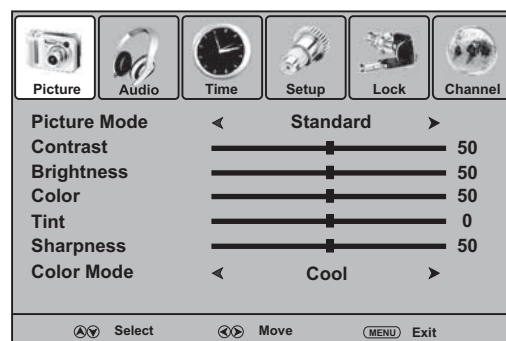 Picture Audio Time Setup Lock Channel
Picture Mode Standard
Contrast 50
Brightness 50
Color 50
Tint 0
Sharpness 50
Color Mode Cool
Select Move MENU Exit